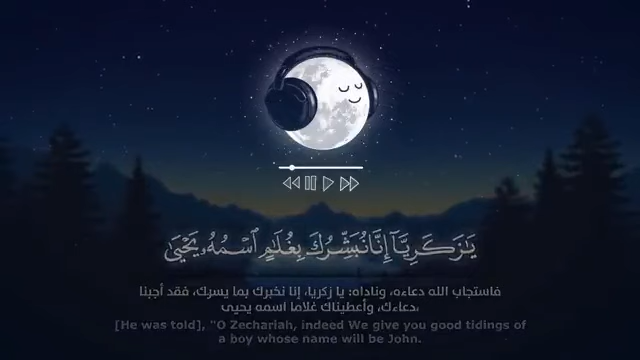 يَٰزَكَرِيَّآ إِنَّا نُبَشِّرُكَ بِغُلَٰمٍ ٱسْمُهُۥ يَحْيَىٰ
فاستجاب الله دعاءه، وناداه: يا زكريا، إنا نخبرك بما يسرك، فقد أجبنا
دعاءك، وأعطيناك غلاما اسمه يحيى،
[He was told], "O Zechariah, indeed We give you good tidings of
a boy whose name will be John.